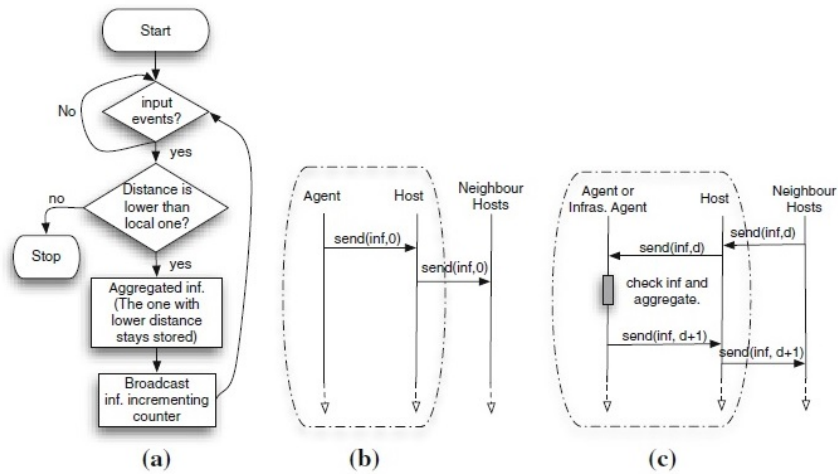 Start
input
events?
No
yes
Distance is
lower than
local one?
no
Stop
yes
Aggregated inf.
(The one with
lower distance
stays stored)
Broadcast
inf. incrementing
counter
(a)
Agent
Host
Neighbour
Hosts
send(inf,0)
send(inf,0)
(b)
Agent or
Infras. Agent
Host
Neighbour
Hosts
send(inf,d)
send(inf,d)
check inf and
aggregate.
send(inf, d+1)
send(inf, d+1)
(c)